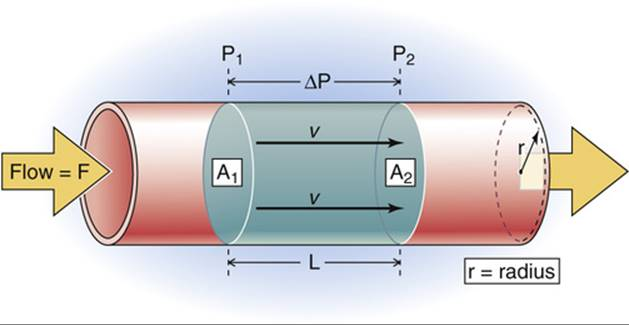 P₁
P₂
ΔP
v
r
Flow = F
A₁
A₂
v
L
r = radius